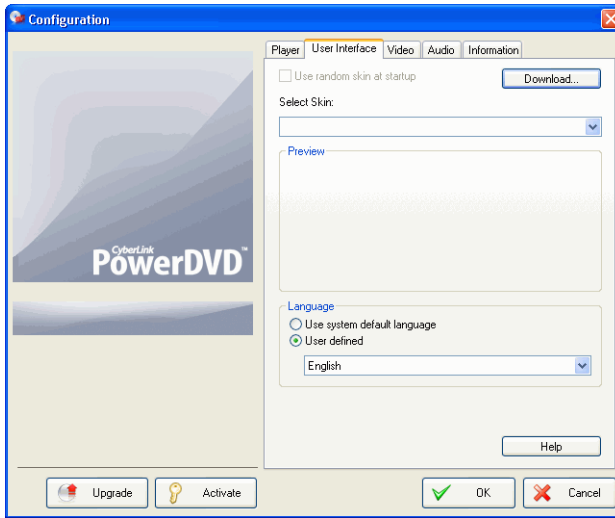 Configuration
Player User Interface Video Audio Information
Use random skin at startup
Download...
Select Skin:
Preview
CyberLink
PowerDVD™
Language
Use system default language
User defined
English
Help
Upgrade Activate OK Cancel